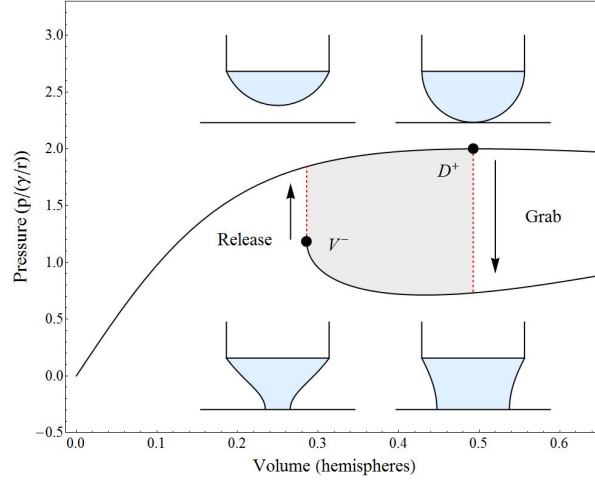 3.0
2.5
2.0
1.5
1.0
0.5
0.0
−0.5
Pressure (p/(γ/r))
D⁺
Grab
Release
V⁻
0.0 0.1 0.2 0.3 0.4 0.5 0.6
Volume (hemispheres)